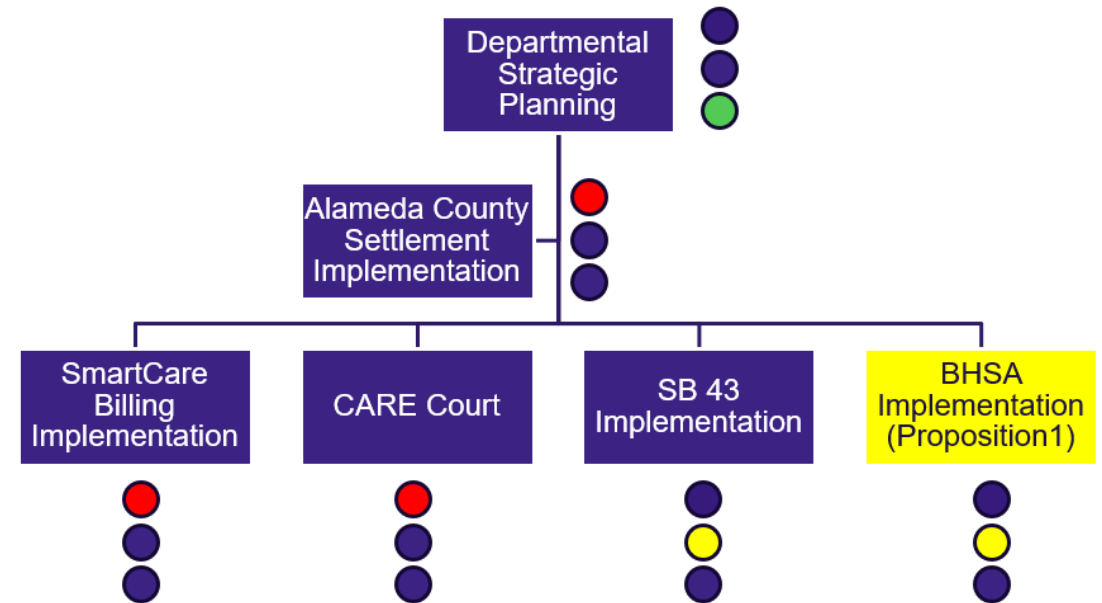 Departmental
Strategic
Planning
Alameda County
Settlement
Implementation
SmartCare
Billing
Implementation
CARE Court
SB 43
Implementation
BHSA
Implementation
(Proposition1)